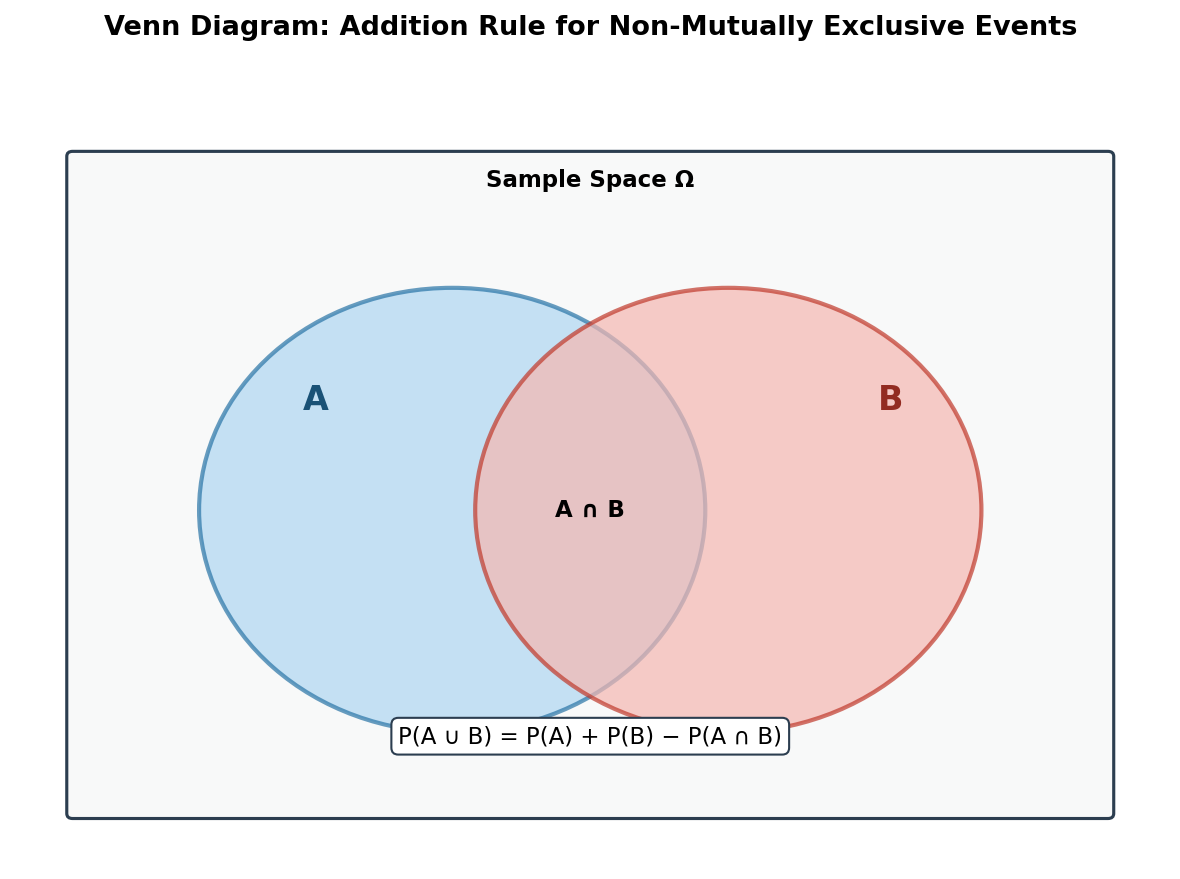 Venn Diagram: Addition Rule for Non-Mutually Exclusive Events
Sample Space Ω
A
B
A ∩ B
P(A ∪ B) = P(A) + P(B) − P(A ∩ B)